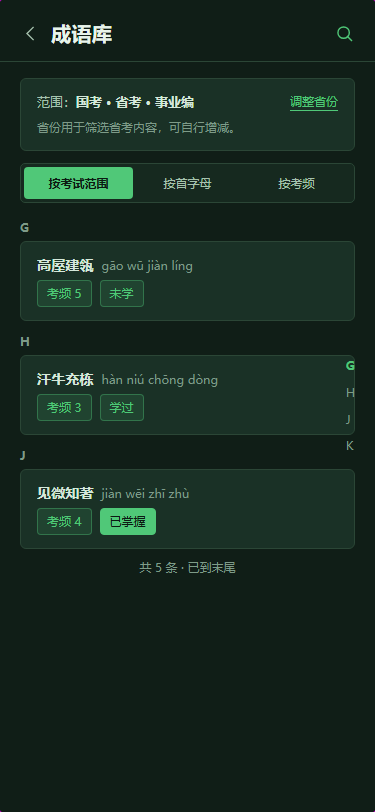 成语库
范围：国考 • 省考 • 事业编 调整省份
省份用于筛选省考内容，可自行增减。
按考试范围 按首字母 按考频
G
高屋建瓴 gāo wū jiàn líng
考频 5 未学
H
汗牛充栋 hàn niú chōng dòng
考频 3 学过
J
见微知著 jiàn wēi zhī zhù
考频 4 已掌握
共 5 条 · 已到末尾
G
H
J
K